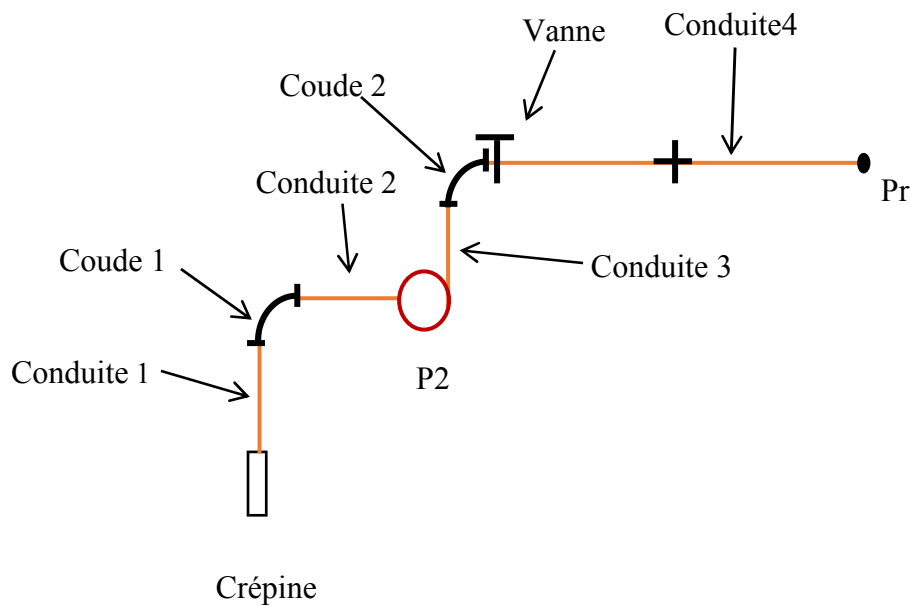 Vanne
Conduite4
Coude 2
Conduite 2
Pr
Coude 1
Conduite 3
Conduite 1
P2
Crépine